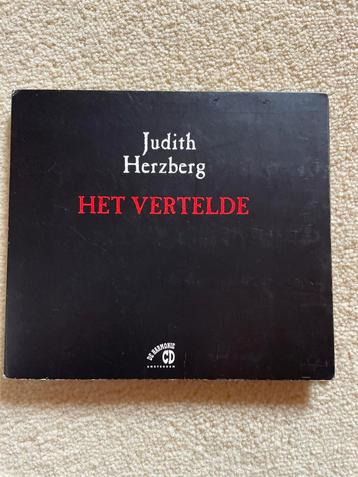 Judith
Herzberg
HET VERTELDE
DE HARMONIE
CD
AMSTERDAM